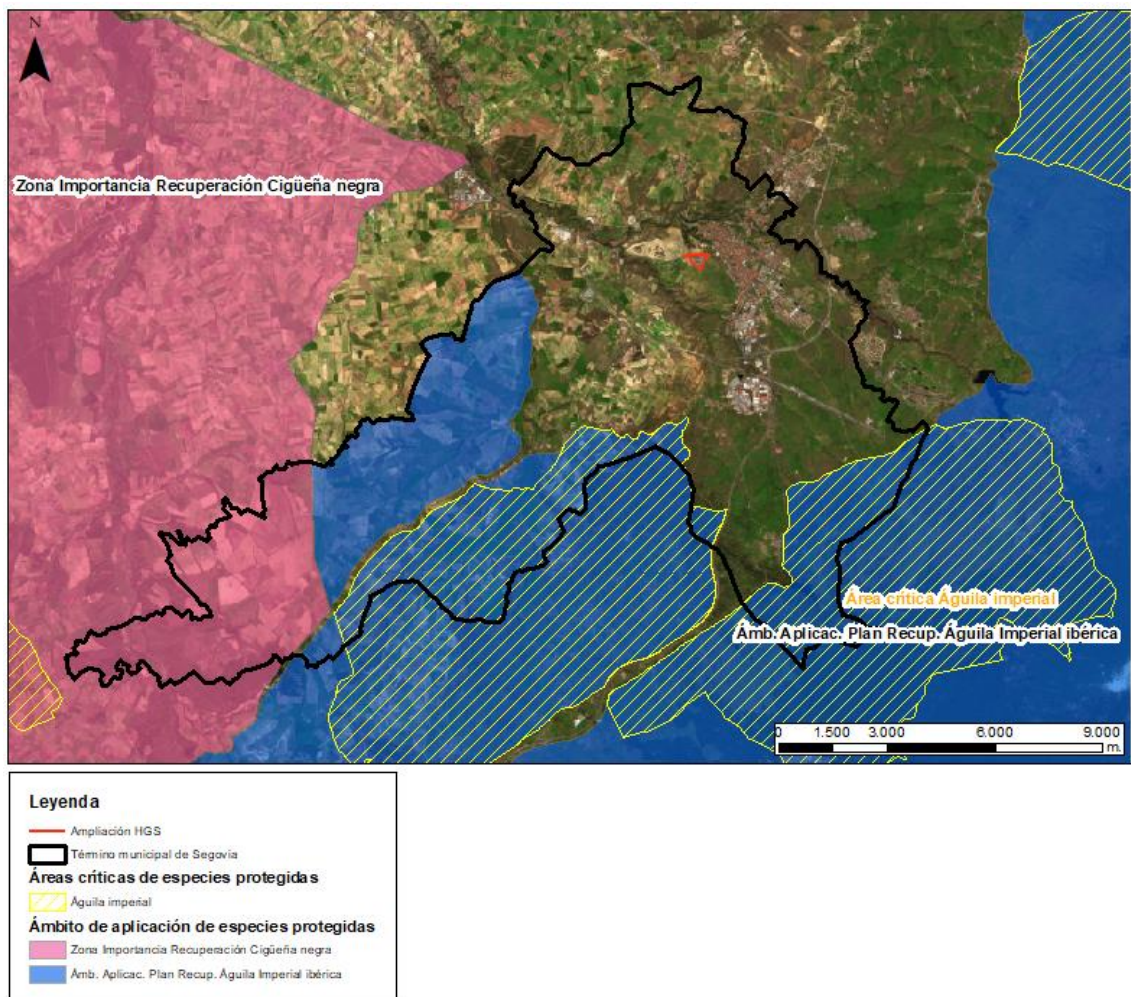 N
Zona Importancia Recuperación Cigüeña negra
Área crítica Águila imperial
Ámb. Aplicac. Plan Recup. Águila Imperial ibérica
0 1.500 3.000 6.000 9.000
m.
Leyenda
Ampliación HGS
Término municipal de Segovia
Áreas críticas de especies protegidas
Águila imperial
Ámbito de aplicación de especies protegidas
Zona Importancia Recuperación Cigüeña negra
Ámb. Aplicac. Plan Recup. Águila Imperial ibérica